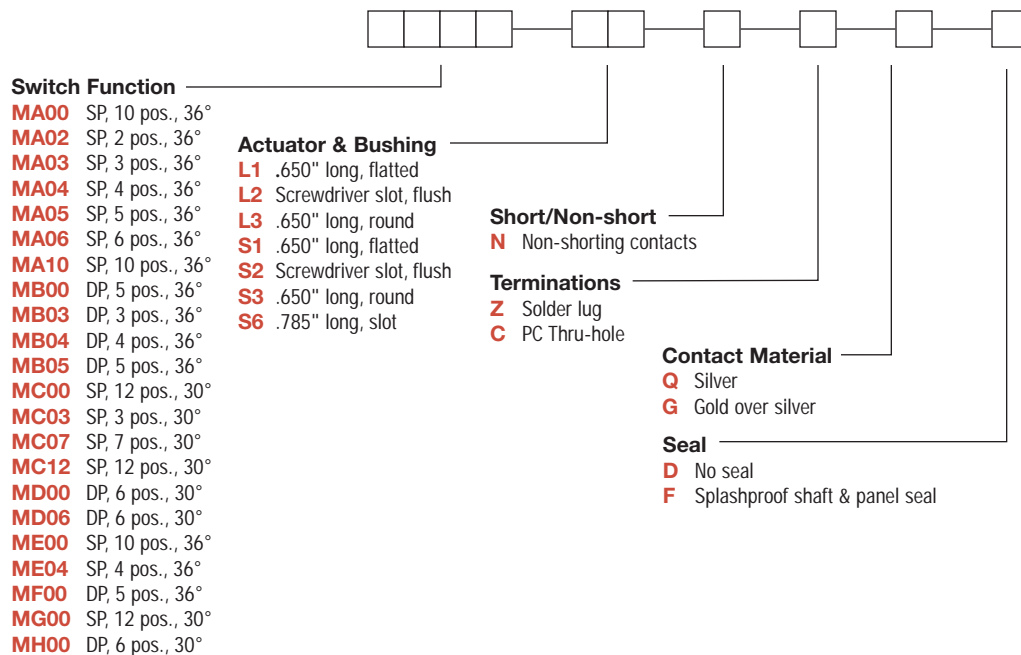 Switch Function
MA00 SP, 10 pos., 36°
MA02 SP, 2 pos., 36°
MA03 SP, 3 pos., 36°
MA04 SP, 4 pos., 36°
MA05 SP, 5 pos., 36°
MA06 SP, 6 pos., 36°
MA10 SP, 10 pos., 36°
MB00 DP, 5 pos., 36°
MB03 DP, 3 pos., 36°
MB04 DP, 4 pos., 36°
MB05 DP, 5 pos., 36°
MC00 SP, 12 pos., 30°
MC03 SP, 3 pos., 30°
MC07 SP, 7 pos., 30°
MC12 SP, 12 pos., 30°
MD00 DP, 6 pos., 30°
MD06 DP, 6 pos., 30°
ME00 SP, 10 pos., 36°
ME04 SP, 4 pos., 36°
MF00 DP, 5 pos., 36°
MG00 SP, 12 pos., 30°
MH00 DP, 6 pos., 30°
Actuator & Bushing
L1 .650" long, flatted
L2 Screwdriver slot, flush
L3 .650" long, round
S1 .650" long, flatted
S2 Screwdriver slot, flush
S3 .650" long, round
S6 .785" long, slot
Short/Non-short
N Non-shorting contacts
Terminations
Z Solder lug
C PC Thru-hole
Contact Material
Q Silver
G Gold over silver
Seal
D No seal
F Splashproof shaft & panel seal